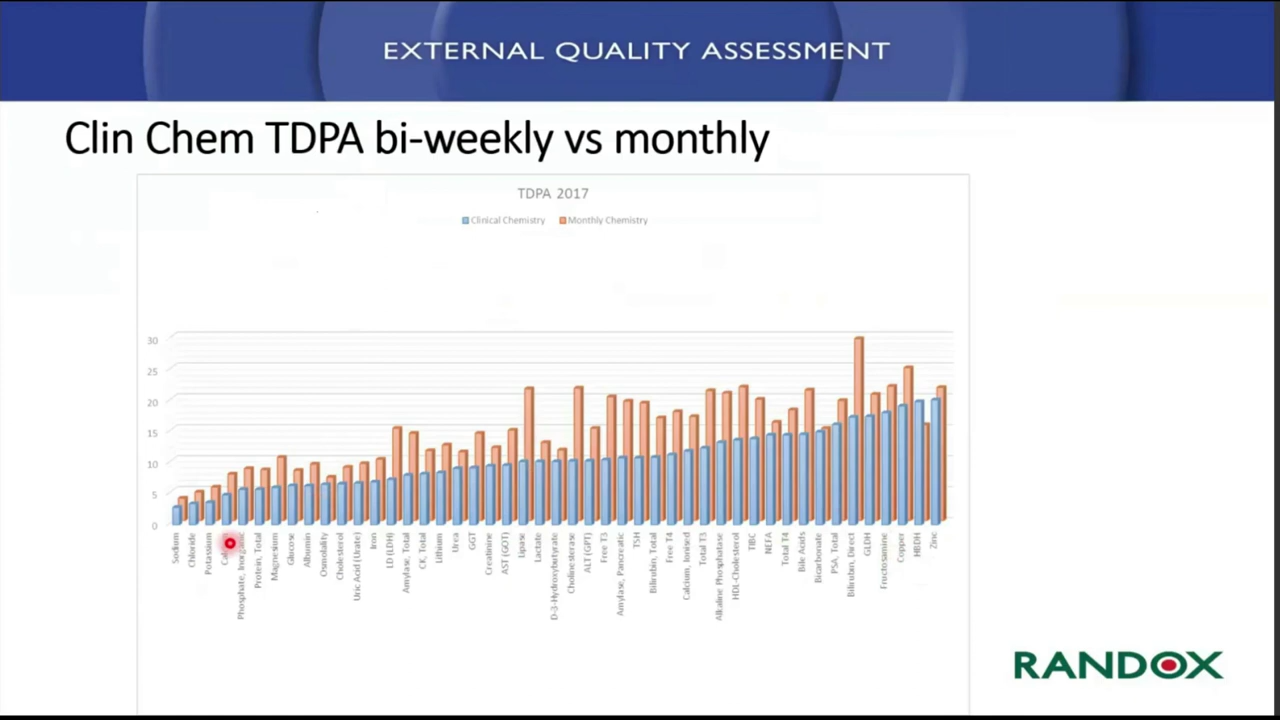 EXTERNAL QUALITY ASSESSMENT
Clin Chem TDPA bi-weekly vs monthly
TDPA 2017
Clinical Chemistry
Monthly Chemistry
30
25
20
15
10
5
0
Sodium
Chloride
Potassium
Phosphate, Inorganic
Protein, Total
Magnesium
Glucose
Albumin
Osmolality
Cholesterol
Uric Acid (Urate)
Iron
LD (LDH)
Amylase, Total
CK, Total
Lithium
Urea
GGT
Creatinine
AST (GOT)
Lipase
Lactate
D-3-Hydroxybutyrate
Cholinesterase
ALT (GPT)
Free T3
Amylase, Pancreatic
TSH
Bilirubin, Total
Free T4
Calcium, Ionised
Total T3
Alkaline Phosphatase
HDL-Cholesterol
TIBC
NEFA
Total T4
Bile Acids
Bicarbonate
PSA, Total
Bilirubin, Direct
GLDH
Fructosamine
Copper
HBDH
Zinc
RANDOX